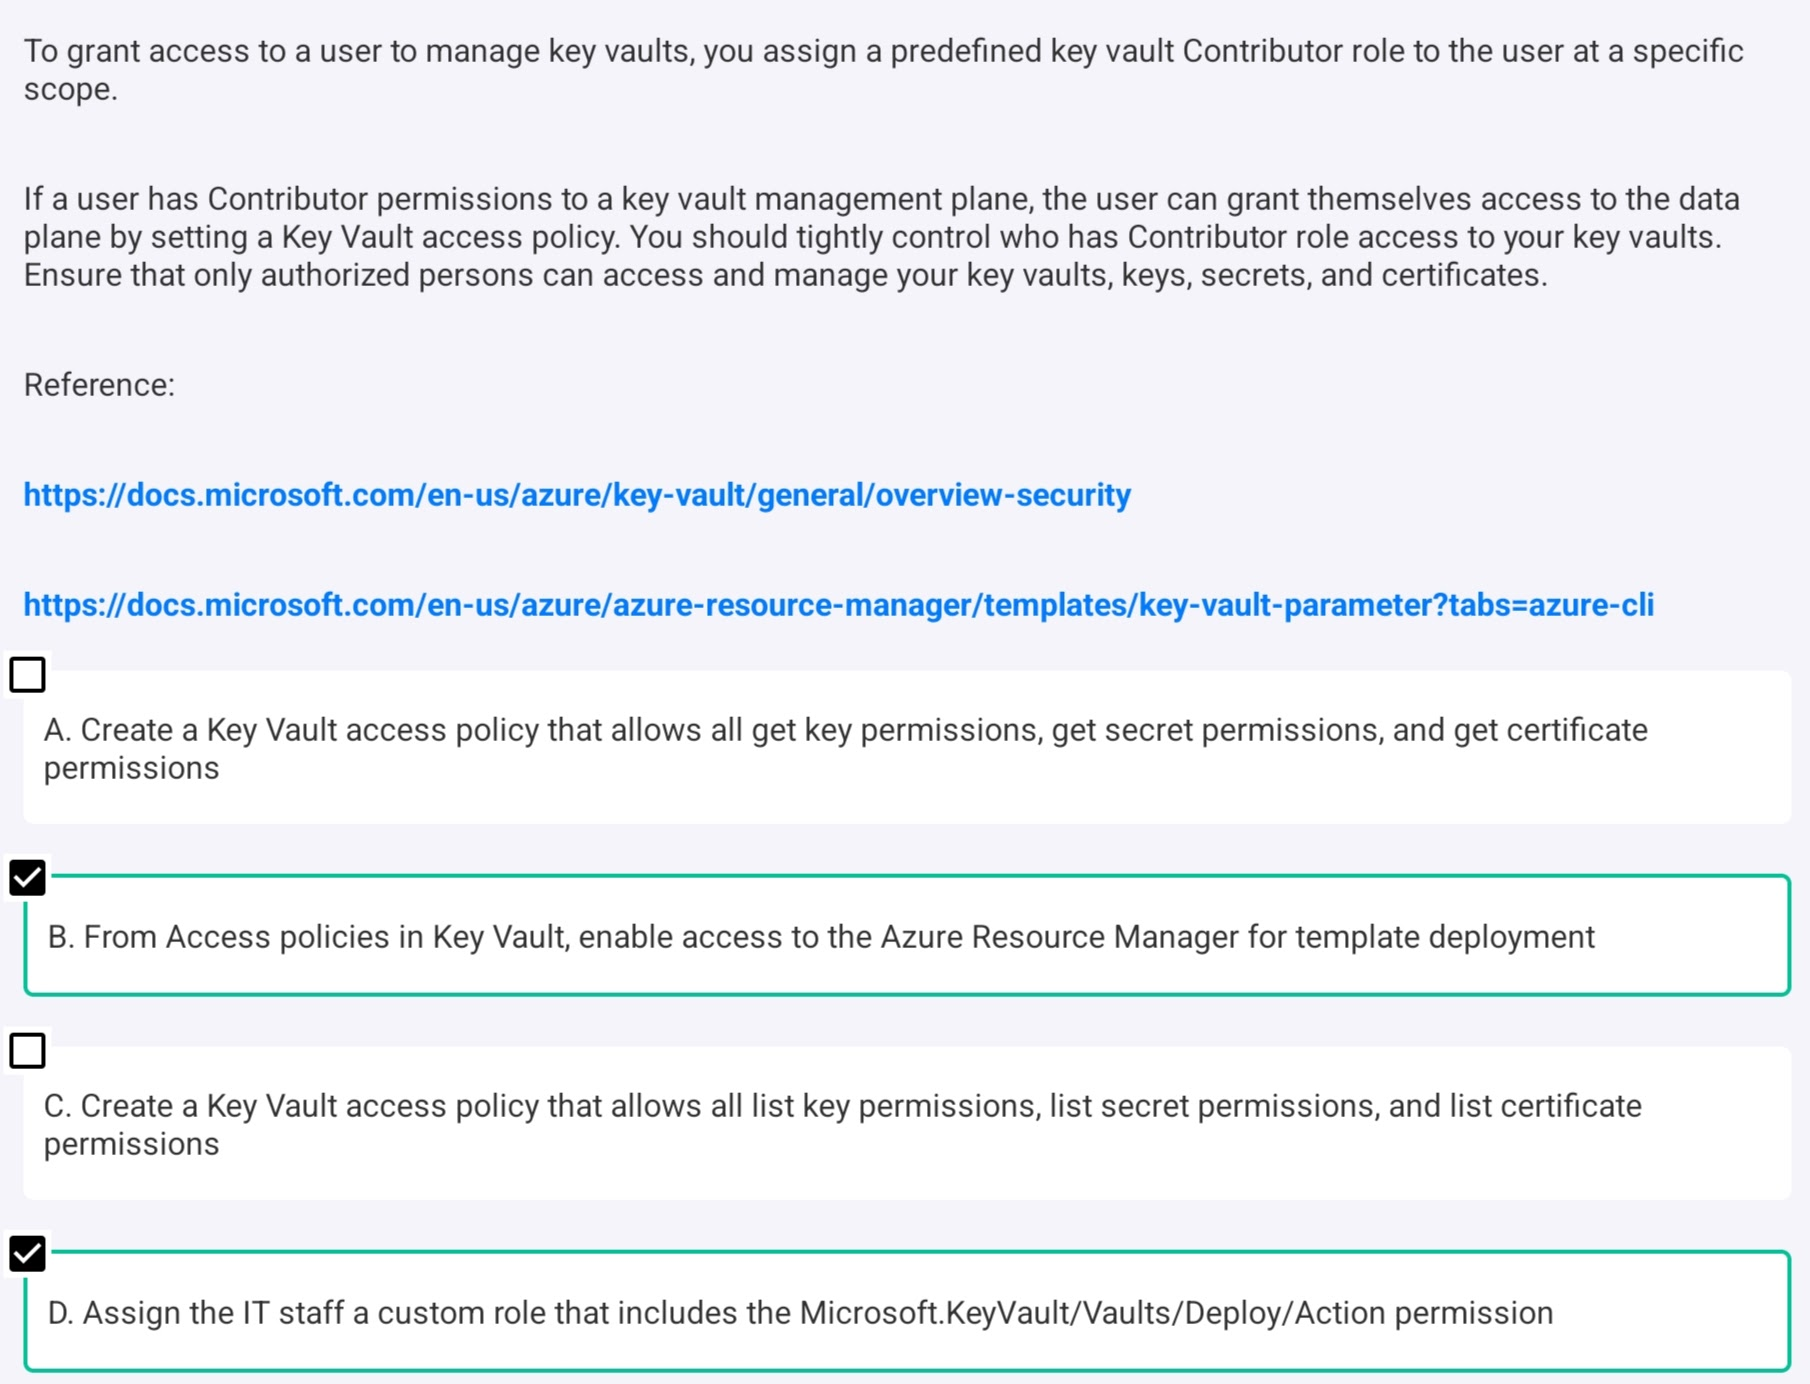 To grant access to a user to manage key vaults, you assign a predefined key vault Contributor role to the user at a specific
scope.
If a user has Contributor permissions to a key vault management plane, the user can grant themselves access to the data
plane by setting a Key Vault access policy. You should tightly control who has Contributor role access to your key vaults.
Ensure that only authorized persons can access and manage your key vaults, keys, secrets, and certificates.
Reference:
https://docs.microsoft.com/en-us/azure/key-vault/general/overview-security
https://docs.microsoft.com/en-us/azure/azure-resource-manager/templates/key-vault-parameter?tabs=azure-cli
A. Create a Key Vault access policy that allows all get key permissions, get secret permissions, and get certificate
permissions
B. From Access policies in Key Vault, enable access to the Azure Resource Manager for template deployment
C. Create a Key Vault access policy that allows all list key permissions, list secret permissions, and list certificate
permissions
D. Assign the IT staff a custom role that includes the Microsoft.KeyVault/Vaults/Deploy/Action permission